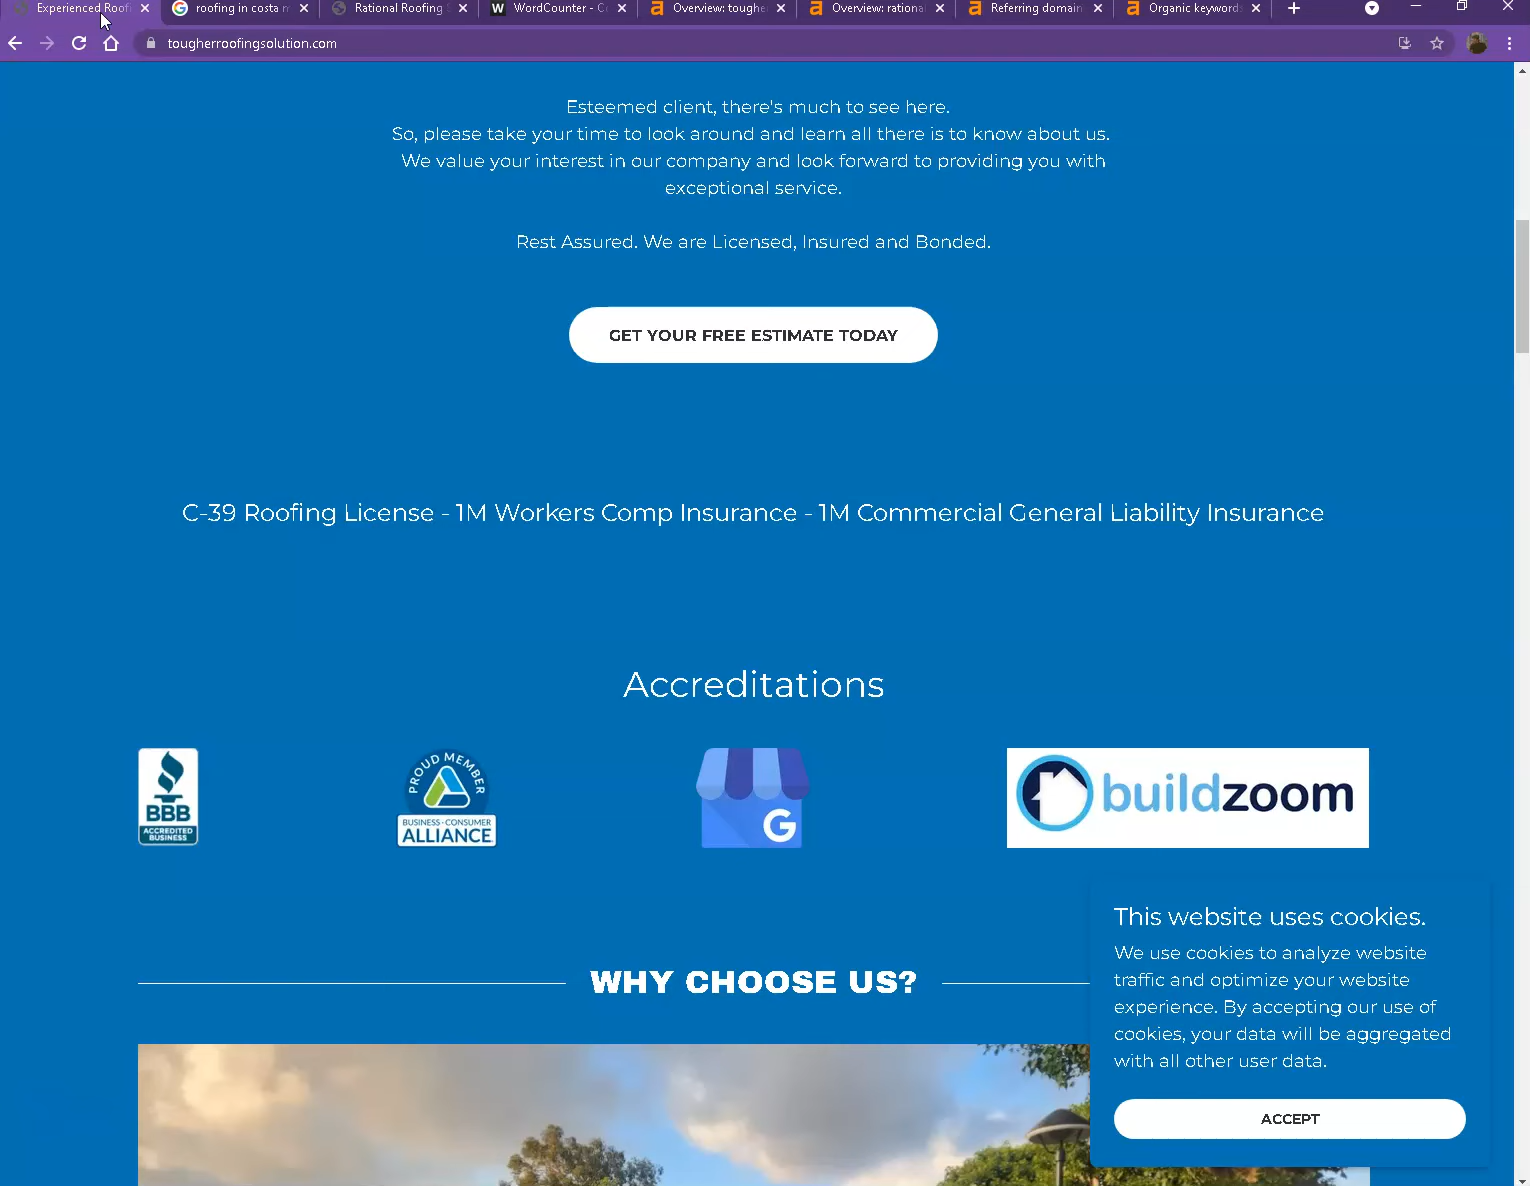 Experienced Roofi
roofing in costa m
Rational Roofing S
WordCounter - C
Overview: toughe
Overview: rational
Referring domain
Organic keywords
tougherroofingsolution.com
Esteemed client, there's much to see here.
So, please take your time to look around and learn all there is to know about us.
We value your interest in our company and look forward to providing you with
exceptional service.
Rest Assured. We are Licensed, Insured and Bonded.
GET YOUR FREE ESTIMATE TODAY
C-39 Roofing License - 1M Workers Comp Insurance - 1M Commercial General Liability Insurance
Accreditations
BBB
ACCREDITED
BUSINESS
PROUD MEMBER
BUSINESS-CONSUMER
ALLIANCE
G
buildzoom
WHY CHOOSE US?
This website uses cookies.
We use cookies to analyze website
traffic and optimize your website
experience. By accepting our use of
cookies, your data will be aggregated
with all other user data.
ACCEPT